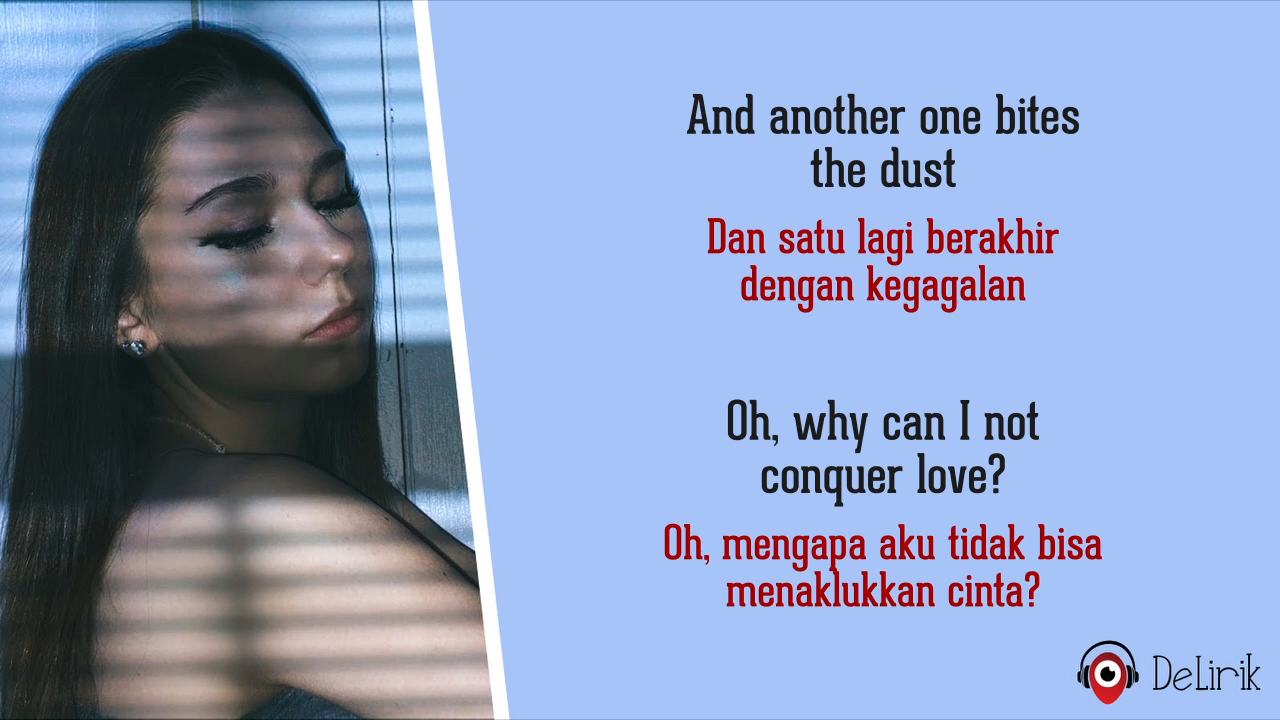 And another one bites
the dust
Dan satu lagi berakhir
dengan kegagalan
Oh, why can I not
conquer love?
Oh, mengapa aku tidak bisa
menaklukkan cinta?
DeLirik